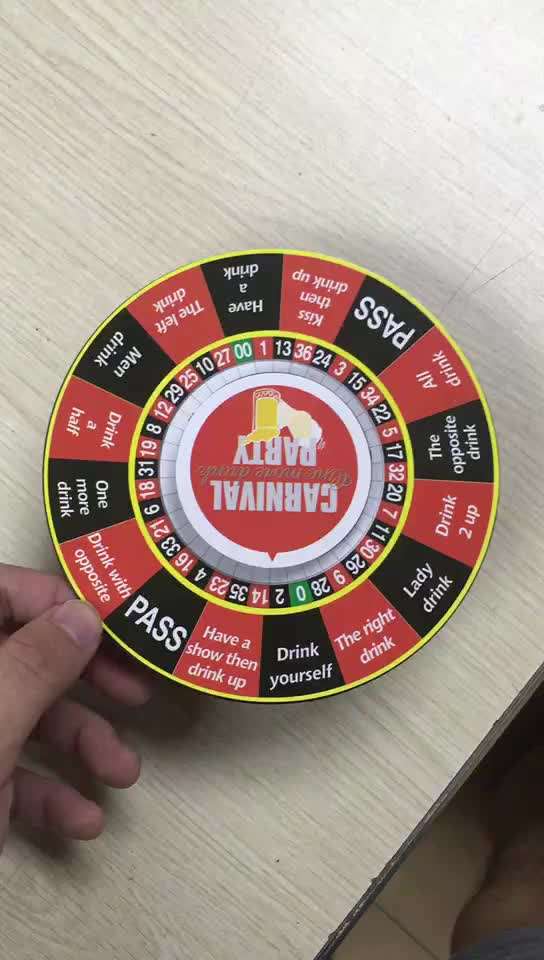 Have
a
drink
Kiss
then
drink up
PASS
All
drink
The
opposite
drink
Drink
2 up
Lady
drink
The right
drink
Drink
yourself
Have a
show then
drink up
PASS
Drink with
opposite
One
more
drink
Drink
a
half
Men
drink
The left
drink
00 1 13 36 24 3 15 34 22 5 17 32 20 7 11 30 26 9 28 0 2 14 35 23 4 16 33 21 6 18 31 19 8 12 29 25 10 27
CARNIVAL
One more drink
PARTY